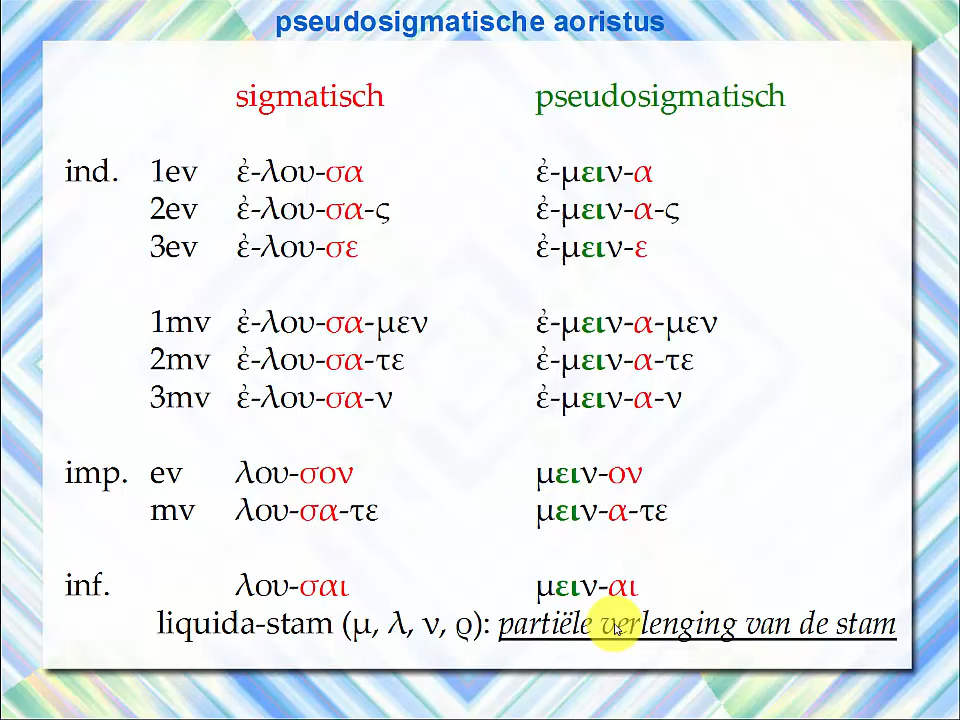 pseudosigmatische aoristus
sigmatisch pseudosigmatisch
ind. 1ev ἐ-λου-σα ἐ-μειν-α
2ev ἐ-λου-σα-ς ἐ-μειν-α-ς
3ev ἐ-λου-σε ἐ-μειν-ε
1mv ἐ-λου-σα-μεν ἐ-μειν-α-μεν
2mv ἐ-λου-σα-τε ἐ-μειν-α-τε
3mv ἐ-λου-σα-ν ἐ-μειν-α-ν
imp. ev λου-σον μειν-ον
mv λου-σα-τε μειν-α-τε
inf. λου-σαι μειν-αι
liquida-stam (μ, λ, ν, ρ): partiële verlenging van de stam